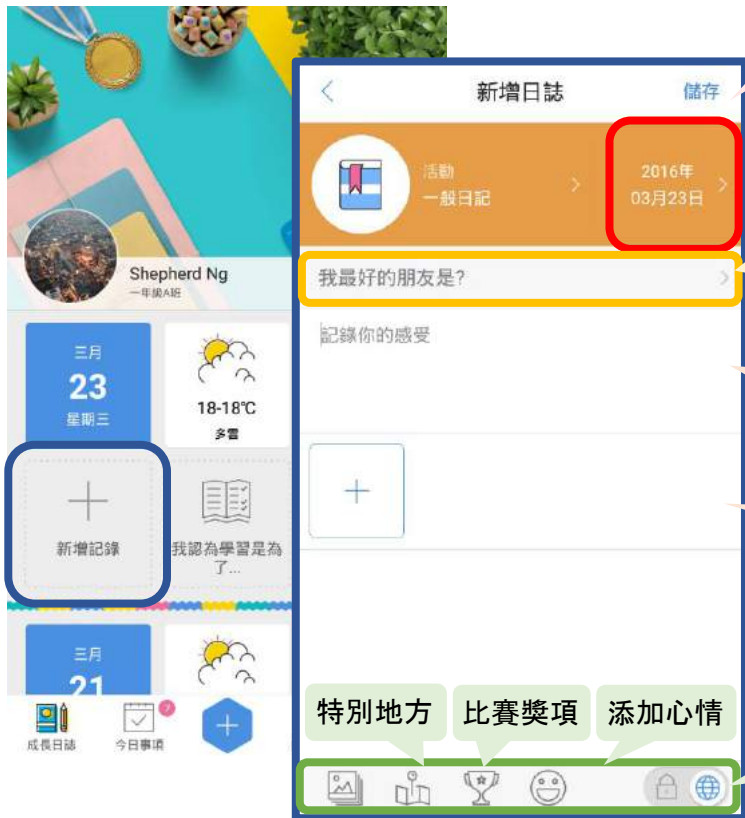 Shepherd Ng
一年級A班
三月
23
星期三
18-18℃
多雲
新增記錄
我認為學習是為
了...
三月
21
成長日誌
今日事項
7
新增日誌
儲存
活動
一般日記
2016年
03月23日
我最好的朋友是?
記錄你的感受
特別地方
比賽獎項
添加心情